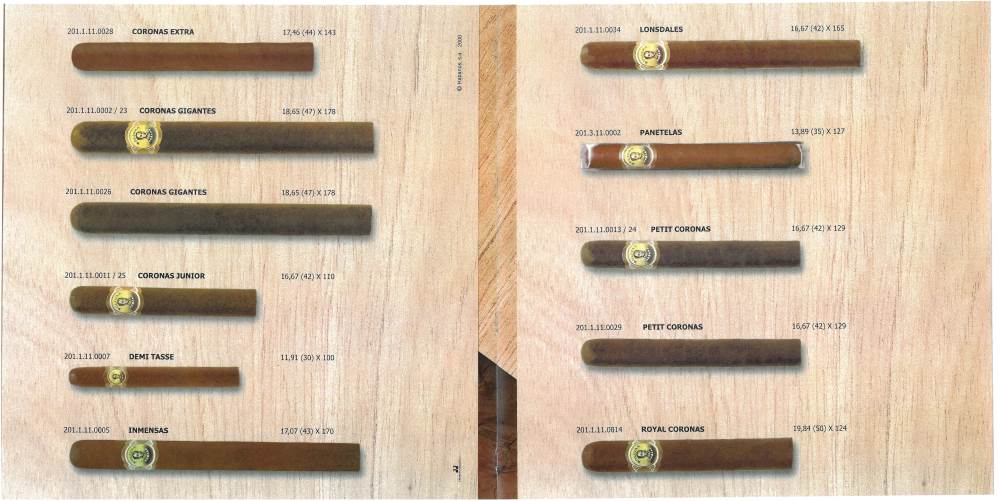 201.1.11.0028 CORONAS EXTRA 17,46 (44) X 143
201.1.11.0002 / 23 CORONAS GIGANTES 18,65 (47) X 178
201.1.11.0026 CORONAS GIGANTES 18,65 (47) X 178
201.1.11.0011 / 25 CORONAS JUNIOR 16,67 (42) X 110
201.1.11.0007 DEMI TASSE 11,91 (30) X 100
201.1.11.0005 INMENSAS 17,07 (43) X 170
© Habanos, s.a. 2000
22
201.1.11.0034 LONSDALES 16,67 (42) X 165
201.3.11.0002 PANETELAS 13,89 (35) X 127
201.1.11.0013 / 24 PETIT CORONAS 16,67 (42) X 129
201.1.11.0029 PETIT CORONAS 16,67 (42) X 129
201.1.11.0014 ROYAL CORONAS 19,84 (50) X 124